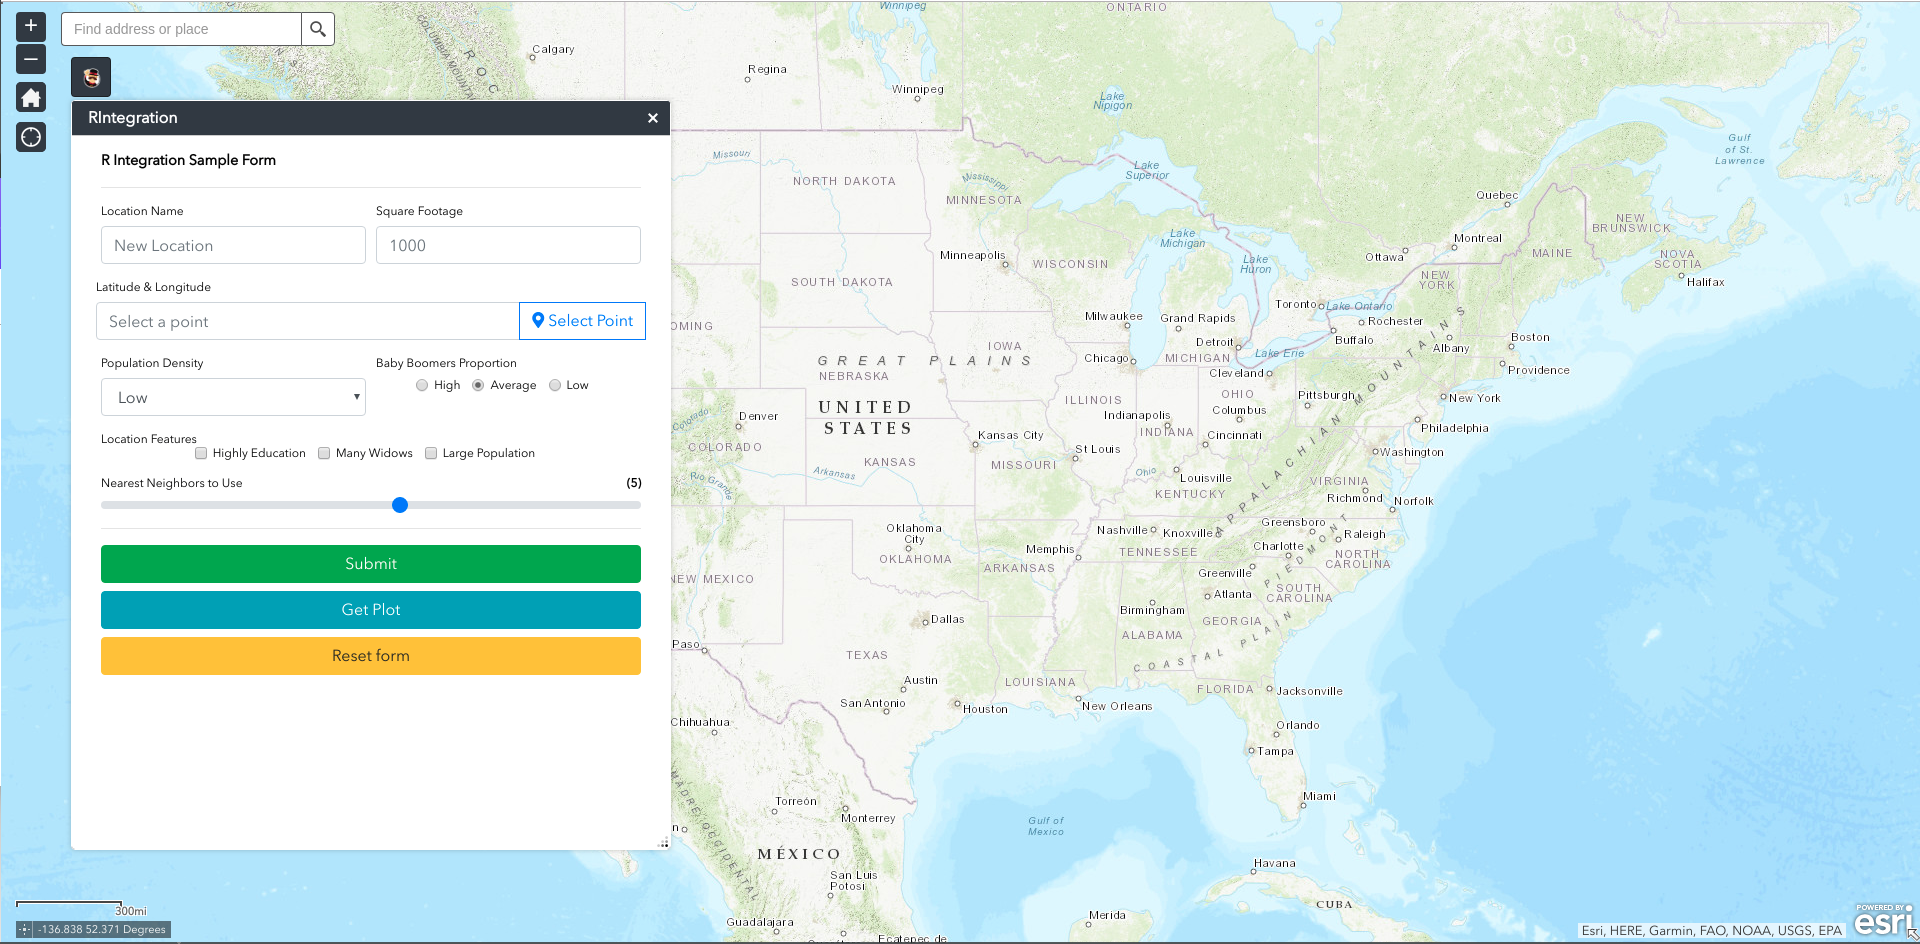 +
Find address or place
−
RIntegration
×
R Integration Sample Form
Location Name
Square Footage
New Location
1000
Latitude & Longitude
Select a point
Select Point
Population Density
Baby Boomers Proportion
Low
High
Average
Low
Location Features
Highly Education
Many Widows
Large Population
Nearest Neighbors to Use
(5)
Submit
Get Plot
Reset form
300mi
-136.838 52.371 Degrees
Winnipeg
ONTARIO
COLUMBIA MOUNTAINS
ROC
Calgary
Regina
Winnipeg
Lake
Nipigon
Gulf
of St.
Lawrence
Missouri
NORTH DAKOTA
Mississippi
MINNESOTA
Lake
Superior
Quebec
NEW
BRUNSWICK
Montreal
MAINE
NOVA
SCOTIA
Halifax
Lake
Michigan
Ottawa
Minneapolis
WISCONSIN
Lake
Huron
NEW
YORK
SOUTH DAKOTA
Toronto
Lake Ontario
OMING
Milwaukee
Grand Rapids
Rochester
Buffalo
Boston
IOWA
Detroit
Albany
GREAT PLAINS
Chicago
MICHIGAN
Lake Erie
Providence
NEBRASKA
Cleveland
UNITED
STATES
ILLINOIS
OHIO
Pittsburgh
New York
Colorado
Denver
Indianapolis
Columbus
Philadelphia
COLORADO
Kansas City
INDIANA
Cincinnati
St Louis
Washington
KANSAS
MISSOURI
Arkansas
Ohio
Rio Grande
Louisville
VIRGINIA
KENTUCKY
Richmond
Norfolk
APPALACHIAN MOUNTAINS
Oklahoma
City
Nashville
Knoxville
Greensboro
Raleigh
OKLAHOMA
Memphis
TENNESSEE
Charlotte
NORTH
CAROLINA
ARKANSAS
Greenville
PIEDMONT
NEW MEXICO
SOUTH
CAROLINA
Atlanta
Birmingham
Dallas
ALABAMA
GEORGIA
COASTAL PLAIN
Paso
TEXAS
Austin
LOUISIANA
FLORIDA
Jacksonville
San Antonio
Houston
New Orleans
Chihuahua
Orlando
Tampa
Torreón
Miami
Monterrey
Gulf of
Mexico
n
MADRE OCCIDENTAL
MÉXICO
Havana
San Luis
Potosi
CUBA
Guadalajara
Merida
Ecatepec de
Esri, HERE, Garmin, FAO, NOAA, USGS, EPA
POWERED BY
esri